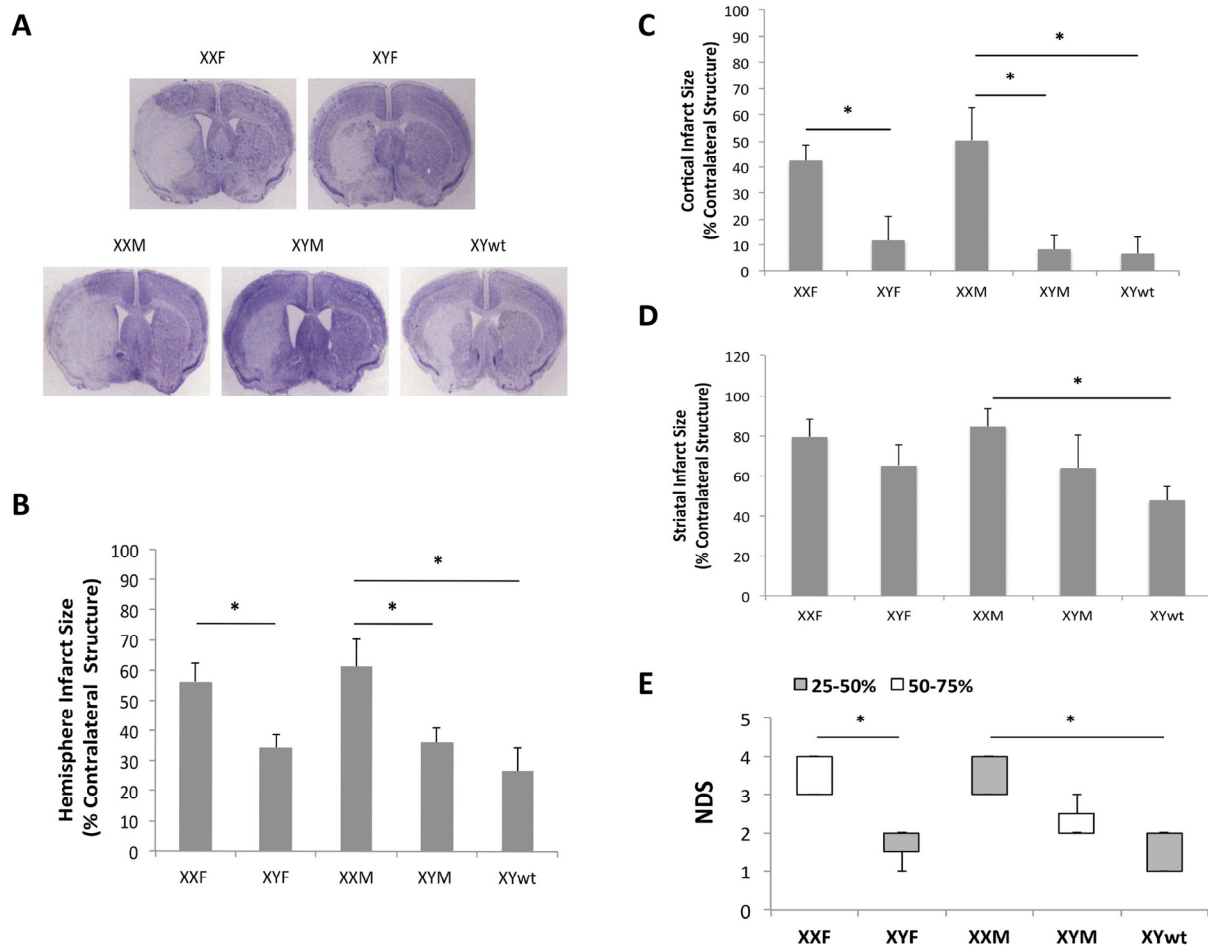 A
XXF XYF
XXM XYM XYwt
B
Hemisphere Infarct Size
(% Contralateral Structure)
100
90
80
70
60
50
40
30
20
10
0
* * *
XXF XYF XXM XYM XYwt
C
Cortical Infarct Size
(% Contralateral Structure)
100
90
80
70
60
50
40
30
20
10
0
* * *
XXF XYF XXM XYM XYwt
D
Striatal Infarct Size
(% Contralateral Structure)
120
100
80
60
40
20
0
*
XXF XYF XXM XYM XYwt
E
25-50% 50-75%
NDS
5
4
3
2
1
0
* *
XXF XYF XXM XYM XYwt